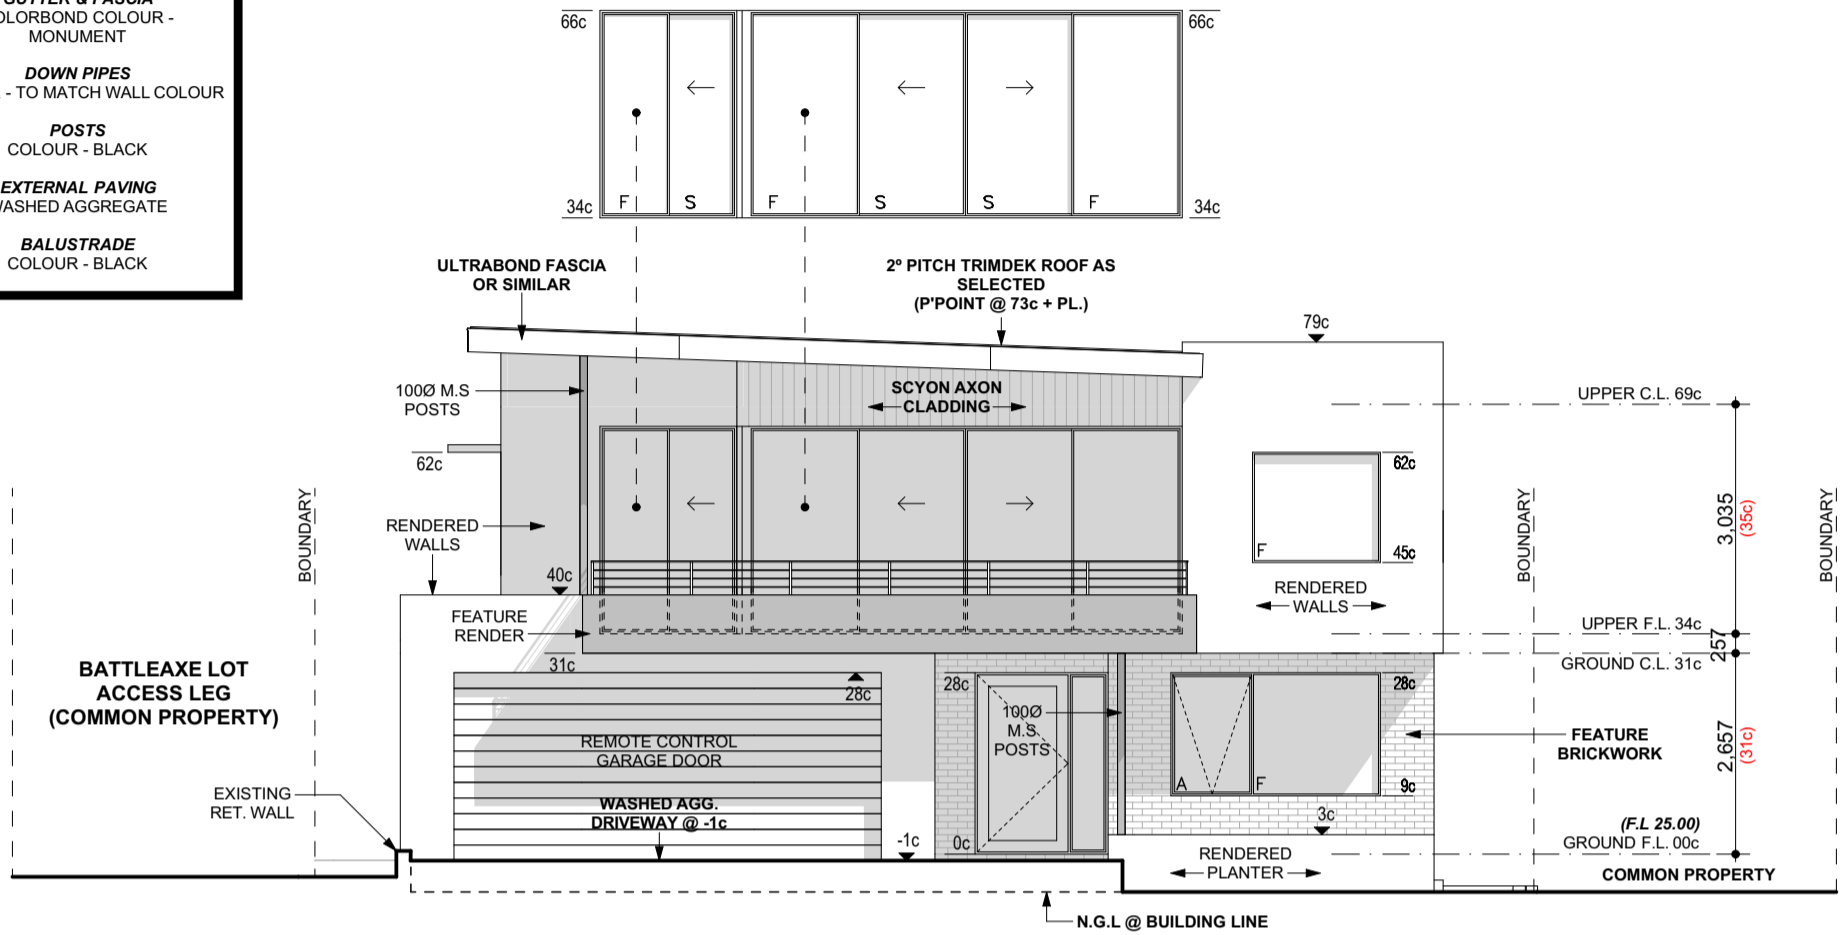 GUTTER & FASCIA
COLORBOND COLOUR -
MONUMENT
DOWN PIPES
- TO MATCH WALL COLOUR
POSTS
COLOUR - BLACK
EXTERNAL PAVING
WASHED AGGREGATE
BALUSTRADE
COLOUR - BLACK
66c
66c
F
S
F
S
S
F
34c
34c
ULTRABOND FASCIA
OR SIMILAR
2º PITCH TRIMDEK ROOF AS
SELECTED
(P'POINT @ 73c + PL.)
79c
100Ø M.S
POSTS
SCYON AXON
CLADDING
UPPER C.L. 69c
62c
62c
BOUNDARY
RENDERED
WALLS
F
45c
BOUNDARY
BOUNDARY
3,035
(35c)
40c
RENDERED
WALLS
FEATURE
RENDER
UPPER F.L. 34c
257
GROUND C.L. 31c
31c
BATTLEAXE LOT
ACCESS LEG
(COMMON PROPERTY)
28c
28c
28c
100Ø
M.S
POSTS
REMOTE CONTROL
GARAGE DOOR
FEATURE
BRICKWORK
2,657
(31c)
A
F
9c
EXISTING
RET. WALL
WASHED AGG.
DRIVEWAY @ -1c
3c
-1c
0c
(F.L 25.00)
GROUND F.L. 00c
RENDERED
PLANTER
COMMON PROPERTY
N.G.L @ BUILDING LINE